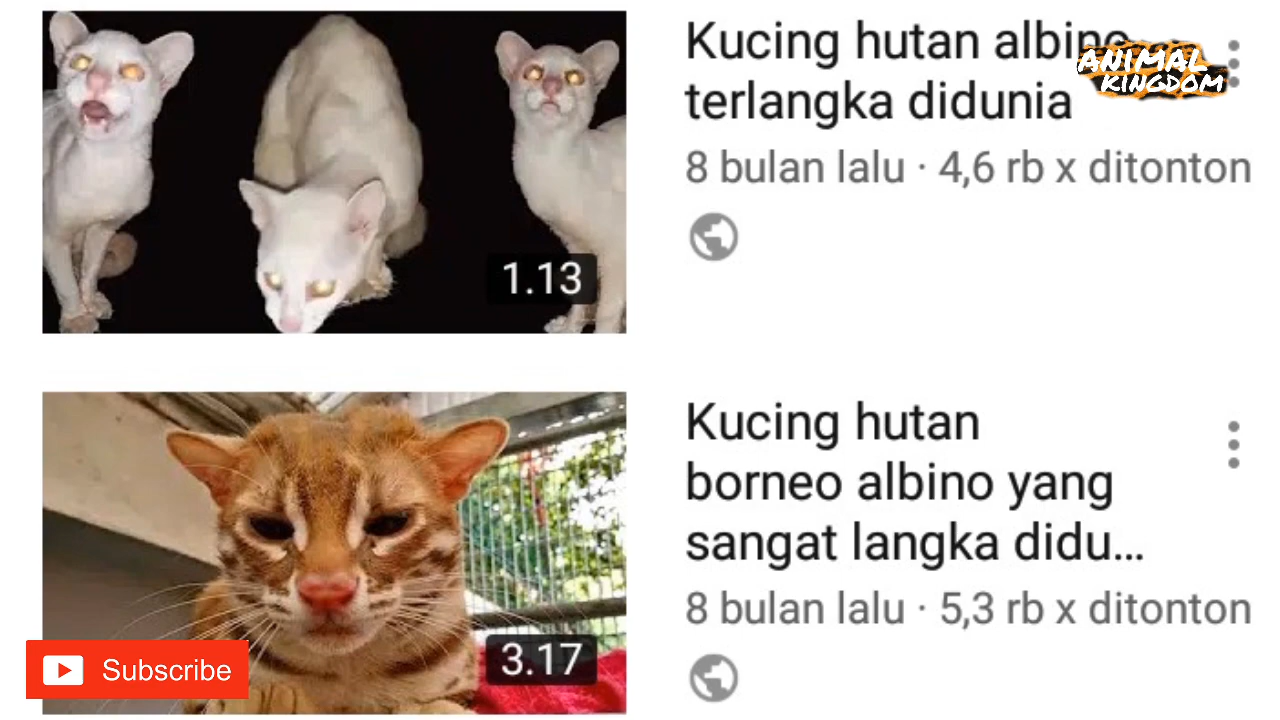 Kucing hutan albino
terlangka didunia
ANIMAL
KINGDOM
8 bulan lalu · 4,6 rb x ditonton
1.13
Kucing hutan
borneo albino yang
sangat langka didu...
8 bulan lalu · 5,3 rb x ditonton
3.17
Subscribe